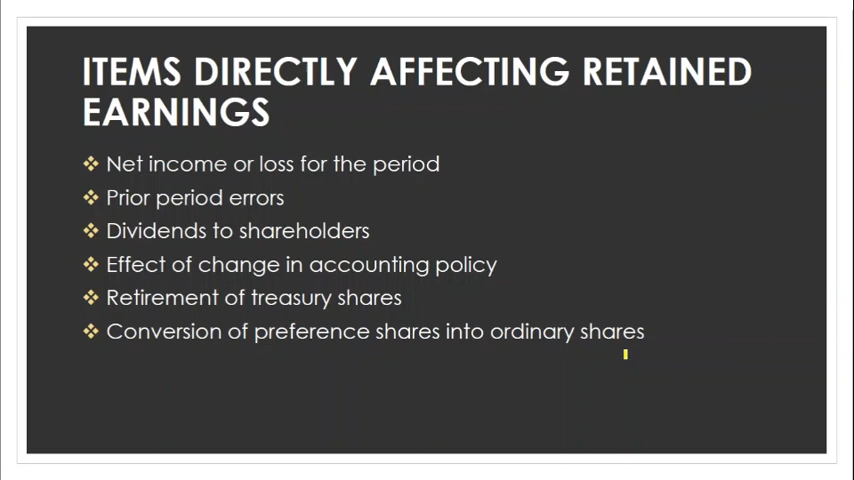 ITEMS DIRECTLY AFFECTING RETAINED
EARNINGS
Net income or loss for the period
Prior period errors
Dividends to shareholders
Effect of change in accounting policy
Retirement of treasury shares
Conversion of preference shares into ordinary shares